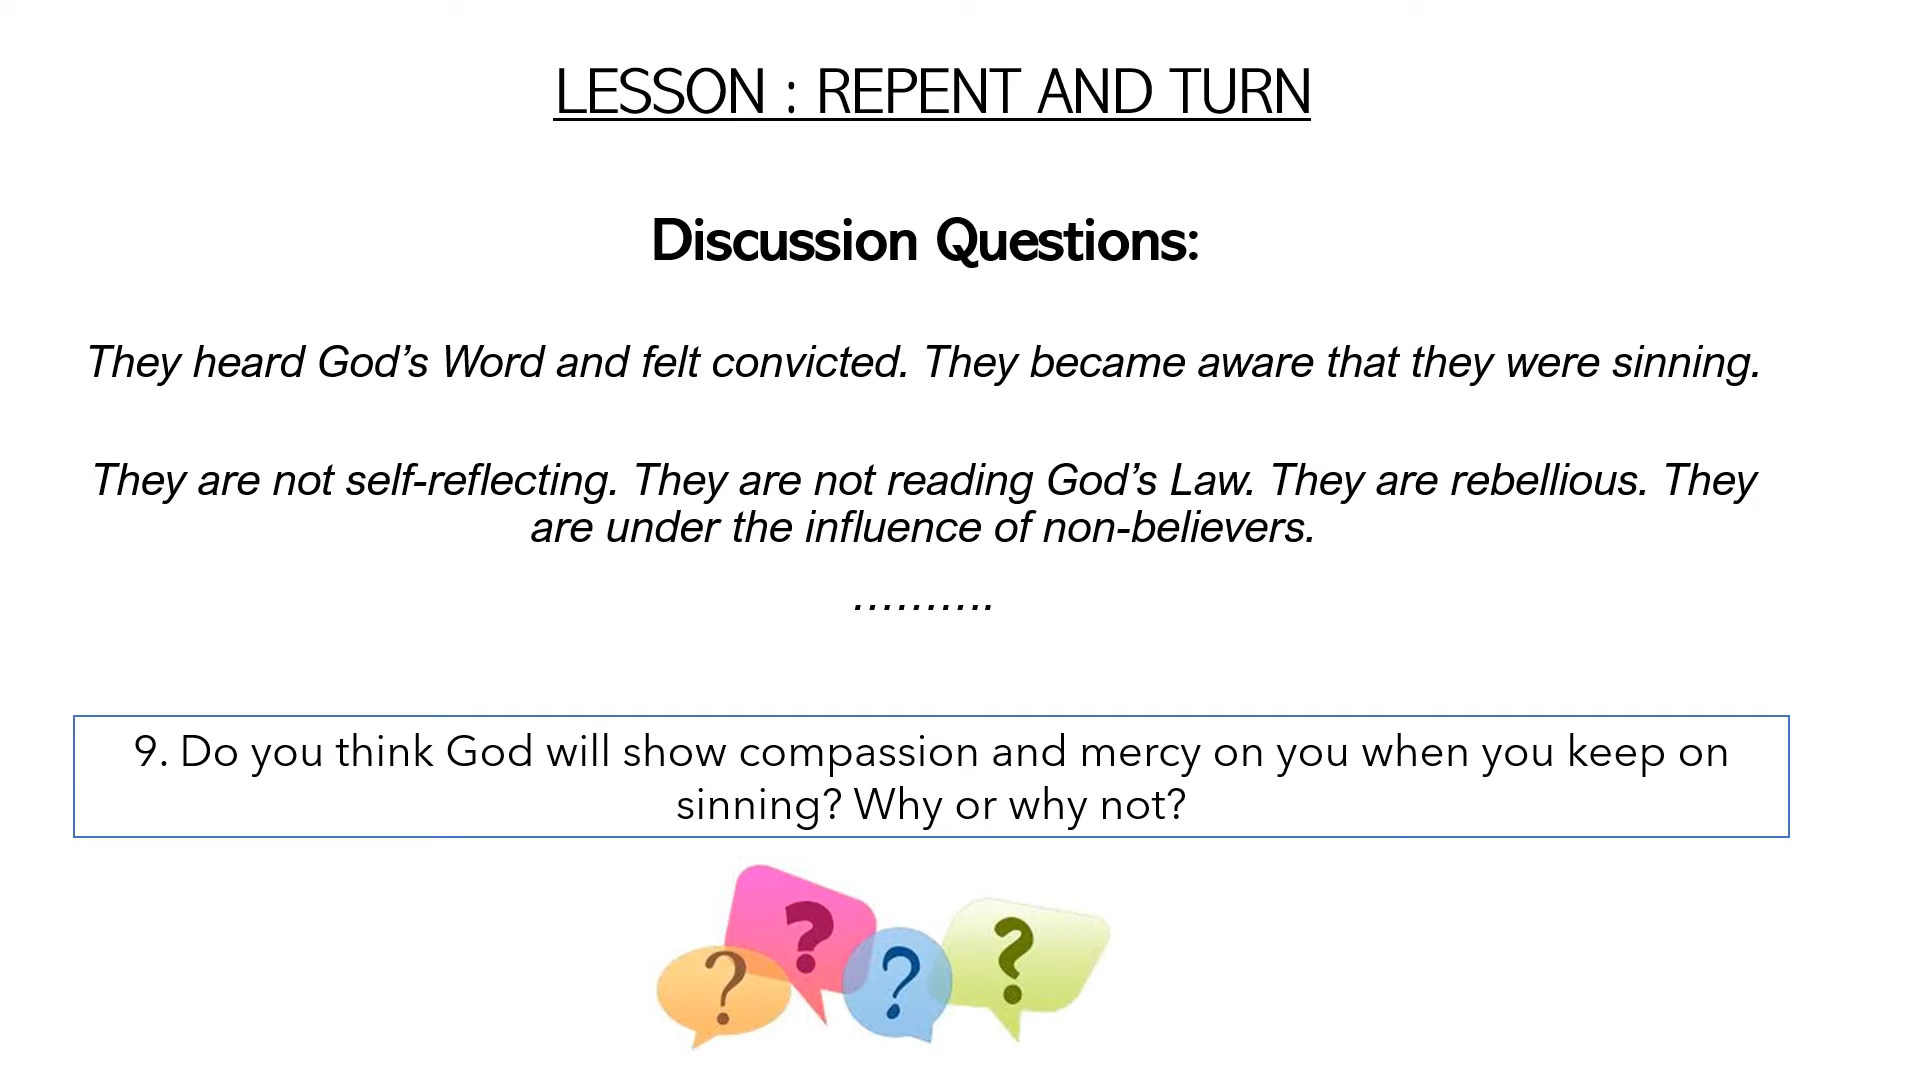 LESSON : REPENT AND TURN
Discussion Questions:
They heard God’s Word and felt convicted. They became aware that they were sinning.
They are not self-reflecting. They are not reading God’s Law. They are rebellious. They
are under the influence of non-believers.
……….
9. Do you think God will show compassion and mercy on you when you keep on
sinning? Why or why not?
? ? ? ?